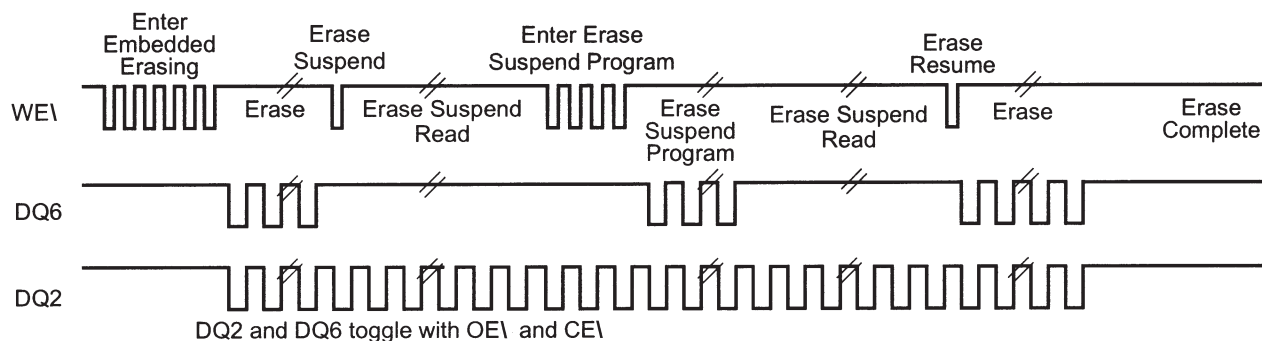 Enter
Embedded
Erasing
Erase
Suspend
Enter Erase
Suspend Program
Erase
Resume
WE\
Erase
Erase Suspend
Read
Erase
Suspend
Program
Erase Suspend
Read
Erase
Erase
Complete
DQ6
DQ2
DQ2 and DQ6 toggle with OE\ and CE\